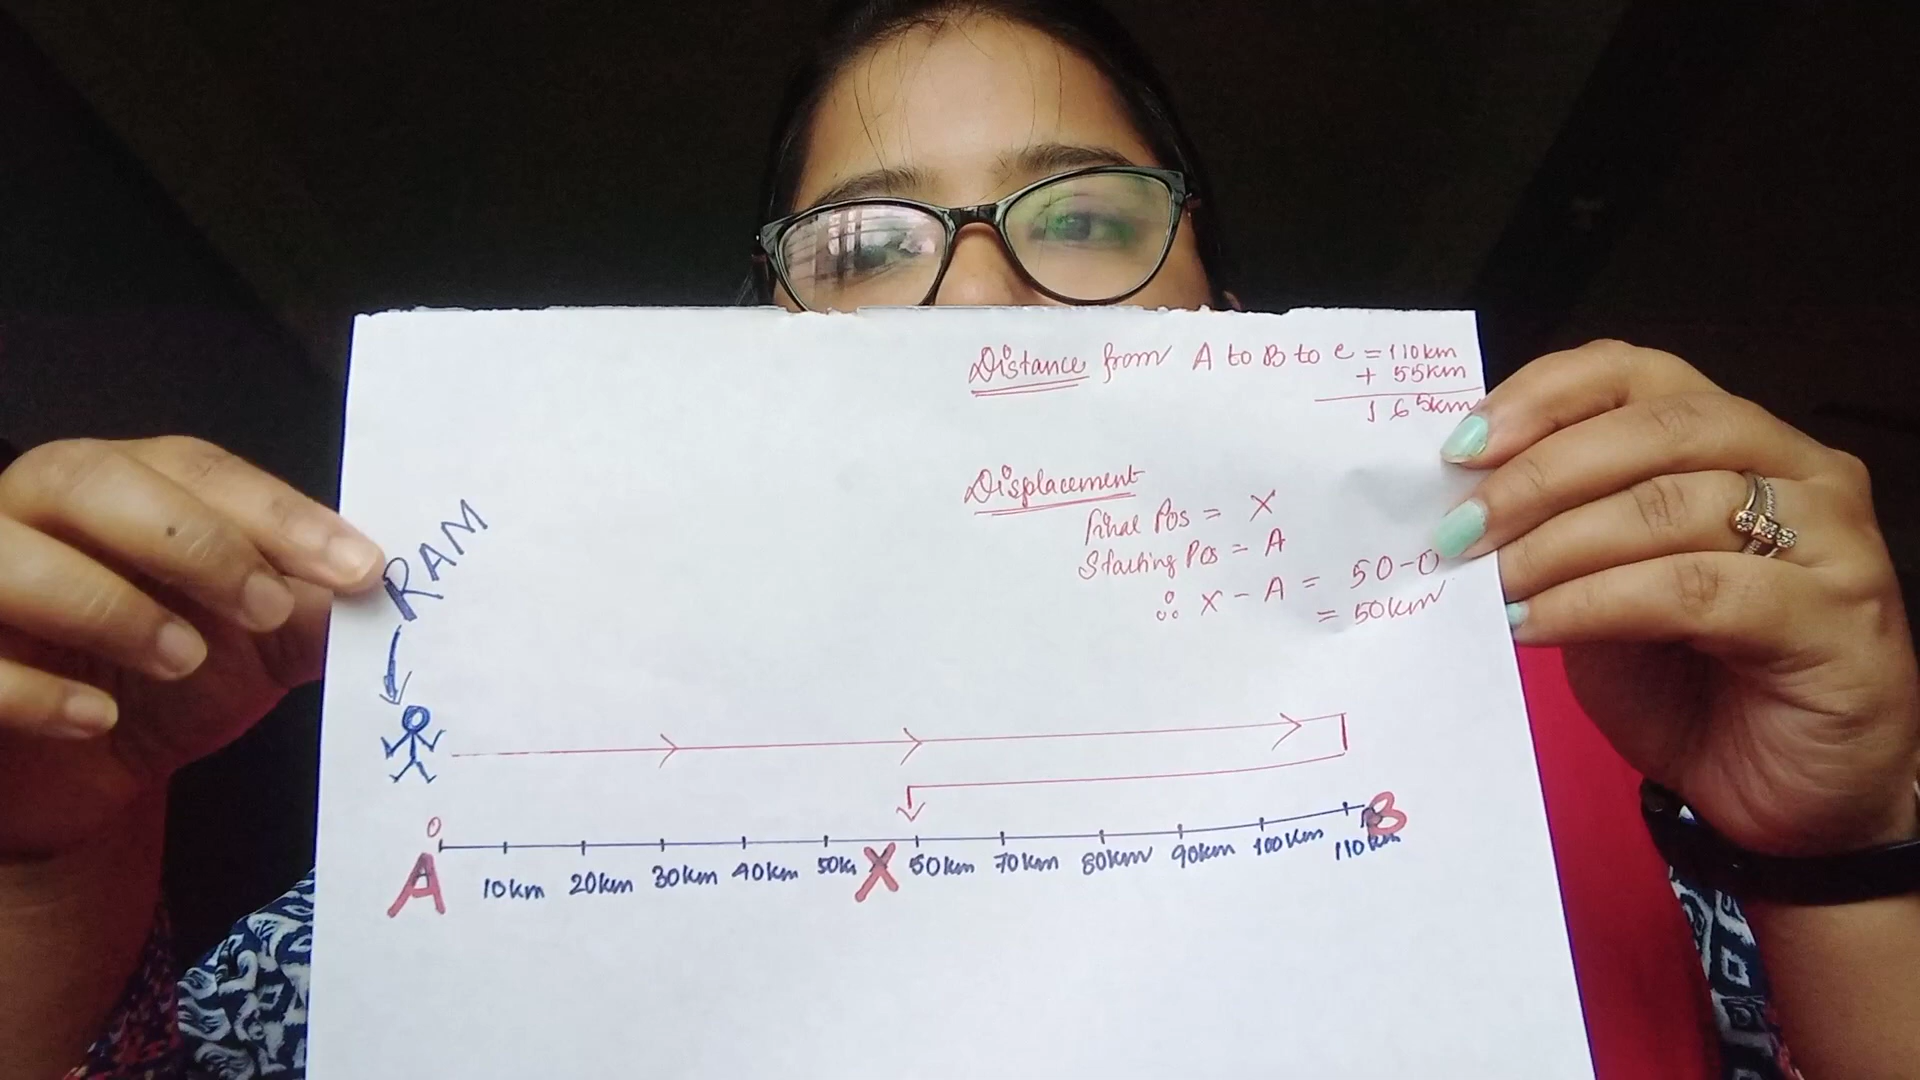 Distance from A to B to c = 110km
+ 55km
165km
Displacement
Final Pos = X
Starting Pos = A
∴ X - A = 50-0
= 50km
RAM
0
A
B
10km 20km 30km 40km 50k X 50km 70km 80km 90km 100km 110km